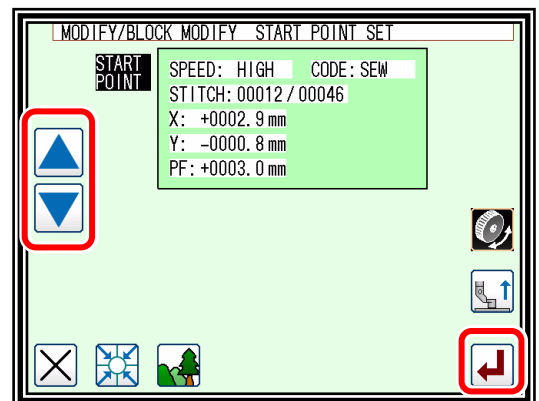 MODIFY/BLOCK MODIFY START POINT SET
START
POINT
SPEED: HIGH CODE: SEW
STITCH: 00012 / 00046
X: +0002.9 mm
Y: -0000.8 mm
PF: +0003.0 mm